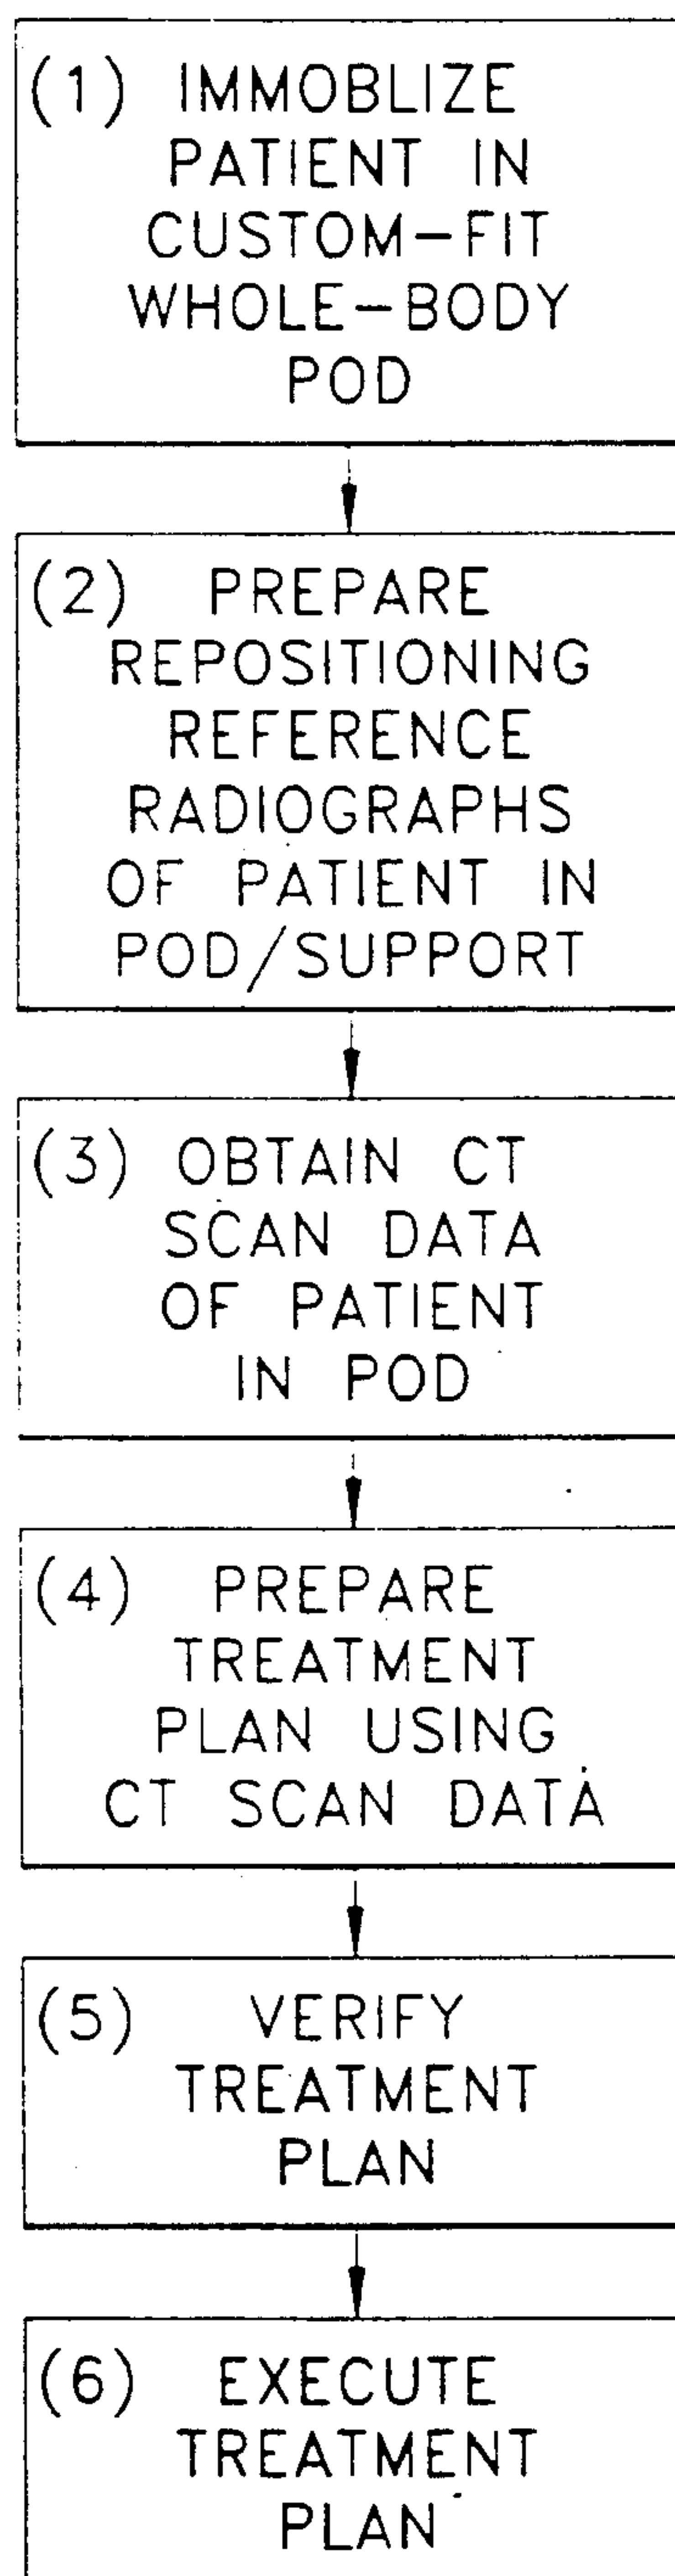 (1) IMMOBLIZE
PATIENT IN
CUSTOM-FIT
WHOLE-BODY
POD
(2) PREPARE
REPOSITIONING
REFERENCE
RADIOGRAPHS
OF PATIENT IN
POD/SUPPORT
(3) OBTAIN CT
SCAN DATA
OF PATIENT
IN POD
(4) PREPARE
TREATMENT
PLAN USING
CT SCAN DATA
(5) VERIFY
TREATMENT
PLAN
(6) EXECUTE
TREATMENT
PLAN